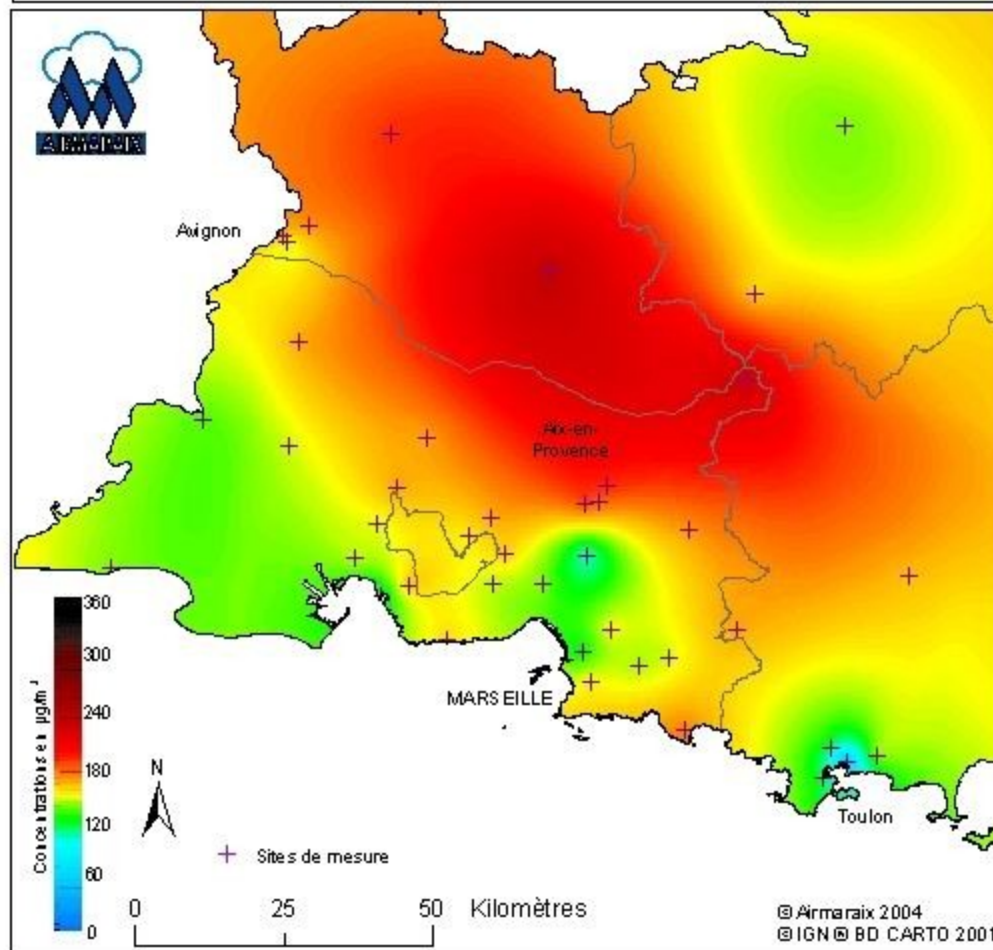 AIRMARAIX
Avignon
Aix-en-
Provence
MARSEILLE
Toulon
Concentrations en µg/m³
360
300
240
180
120
60
0
N
Sites de mesure
0 25 50 Kilomètres
© Airmaraix 2004
© IGN ® BD CARTO 2001